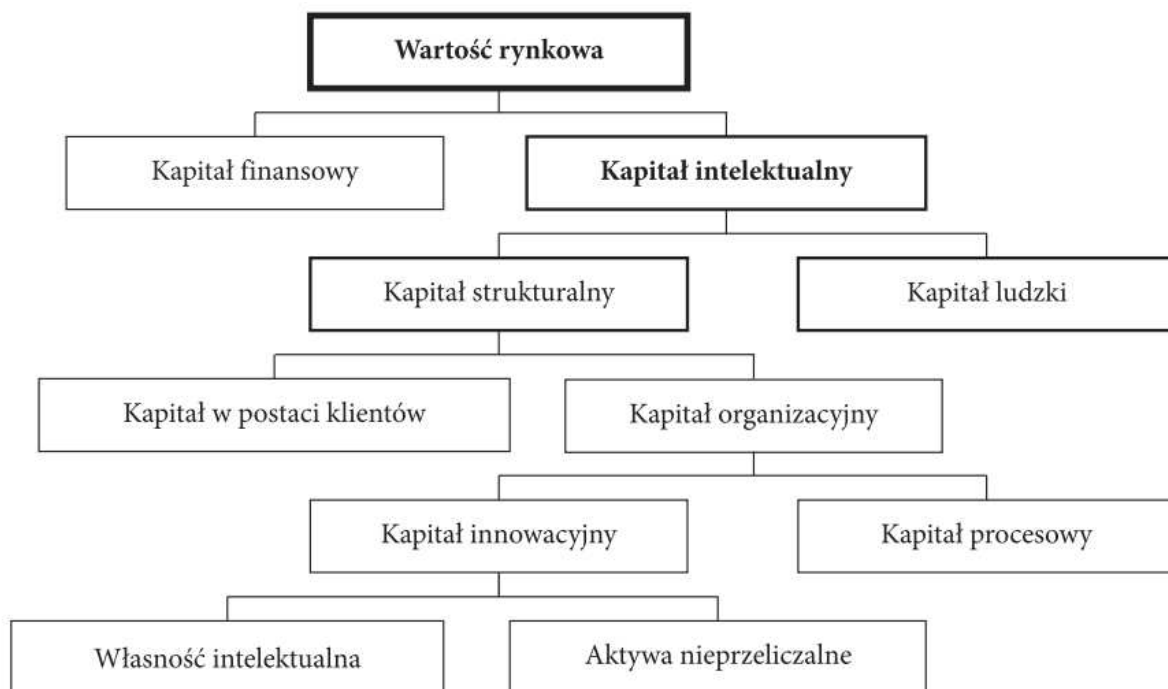 Wartość rynkowa
Kapitał finansowy
Kapitał intelektualny
Kapitał strukturalny
Kapitał ludzki
Kapitał w postaci klientów
Kapitał organizacyjny
Kapitał innowacyjny
Kapitał procesowy
Własność intelektualna
Aktywa nieprzeliczalne